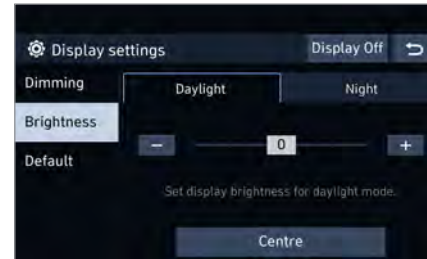 Display settings
Display Off
Dimming
Daylight
Night
Brightness
− 0 +
Default
Set display brightness for daylight mode.
Centre